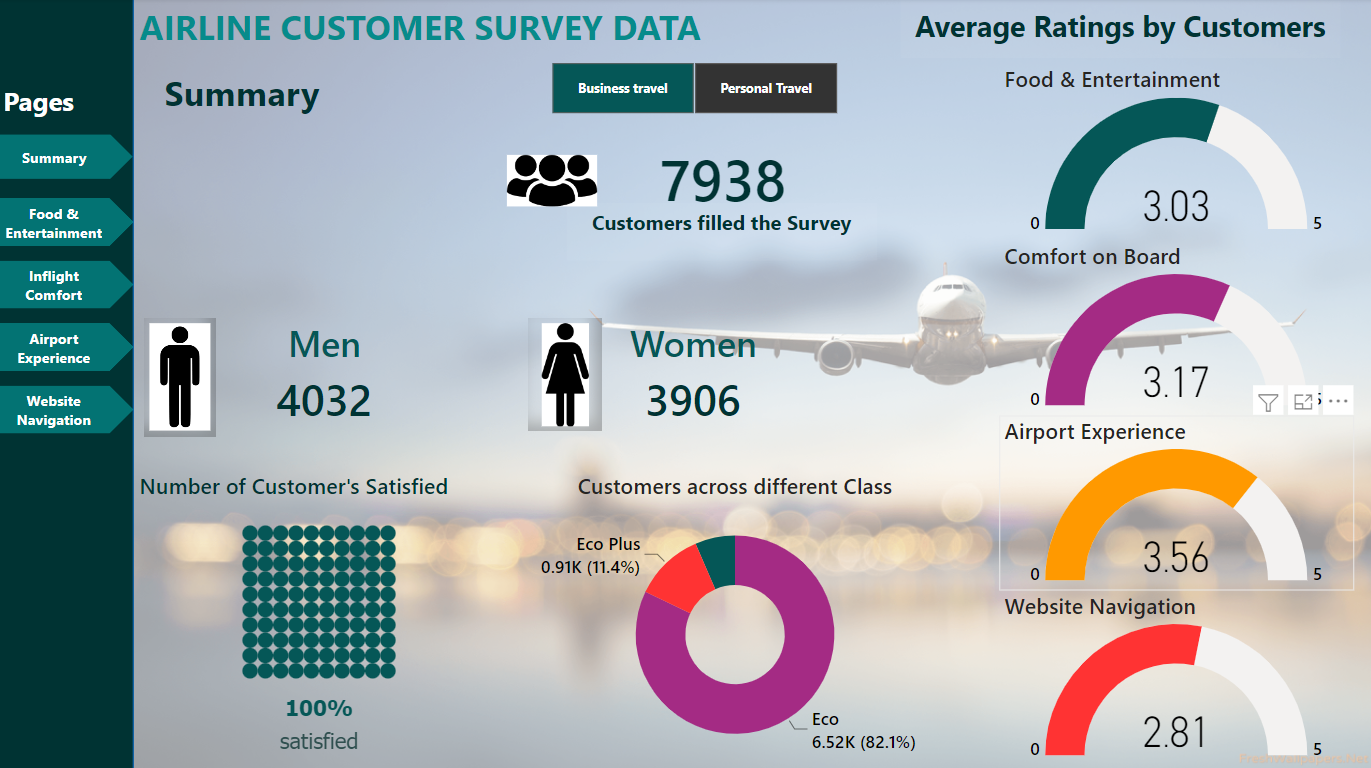 AIRLINE CUSTOMER SURVEY DATA
Average Ratings by Customers
Pages
Summary
Food &
Entertainment
Inflight
Comfort
Airport
Experience
Website
Navigation
Summary
Business travel
Personal Travel
7938
Customers filled the Survey
Men
4032
Women
3906
Number of Customer's Satisfied
100%
satisfied
Customers across different Class
Eco Plus
0.91K (11.4%)
Eco
6.52K (82.1%)
Food & Entertainment
3.03
0
5
Comfort on Board
3.17
0
Airport Experience
3.56
0
5
Website Navigation
2.81
0
5